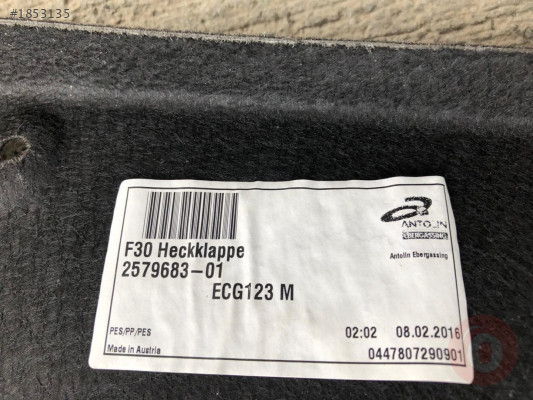 #1853135
ANTOLIN
EBERGASSING
F30 Heckklappe
Antolin Ebergassing
2579683-01
ECG123 M
PES/PP/PES
02:02 08.02.2016
Made in Austria
0447807290901